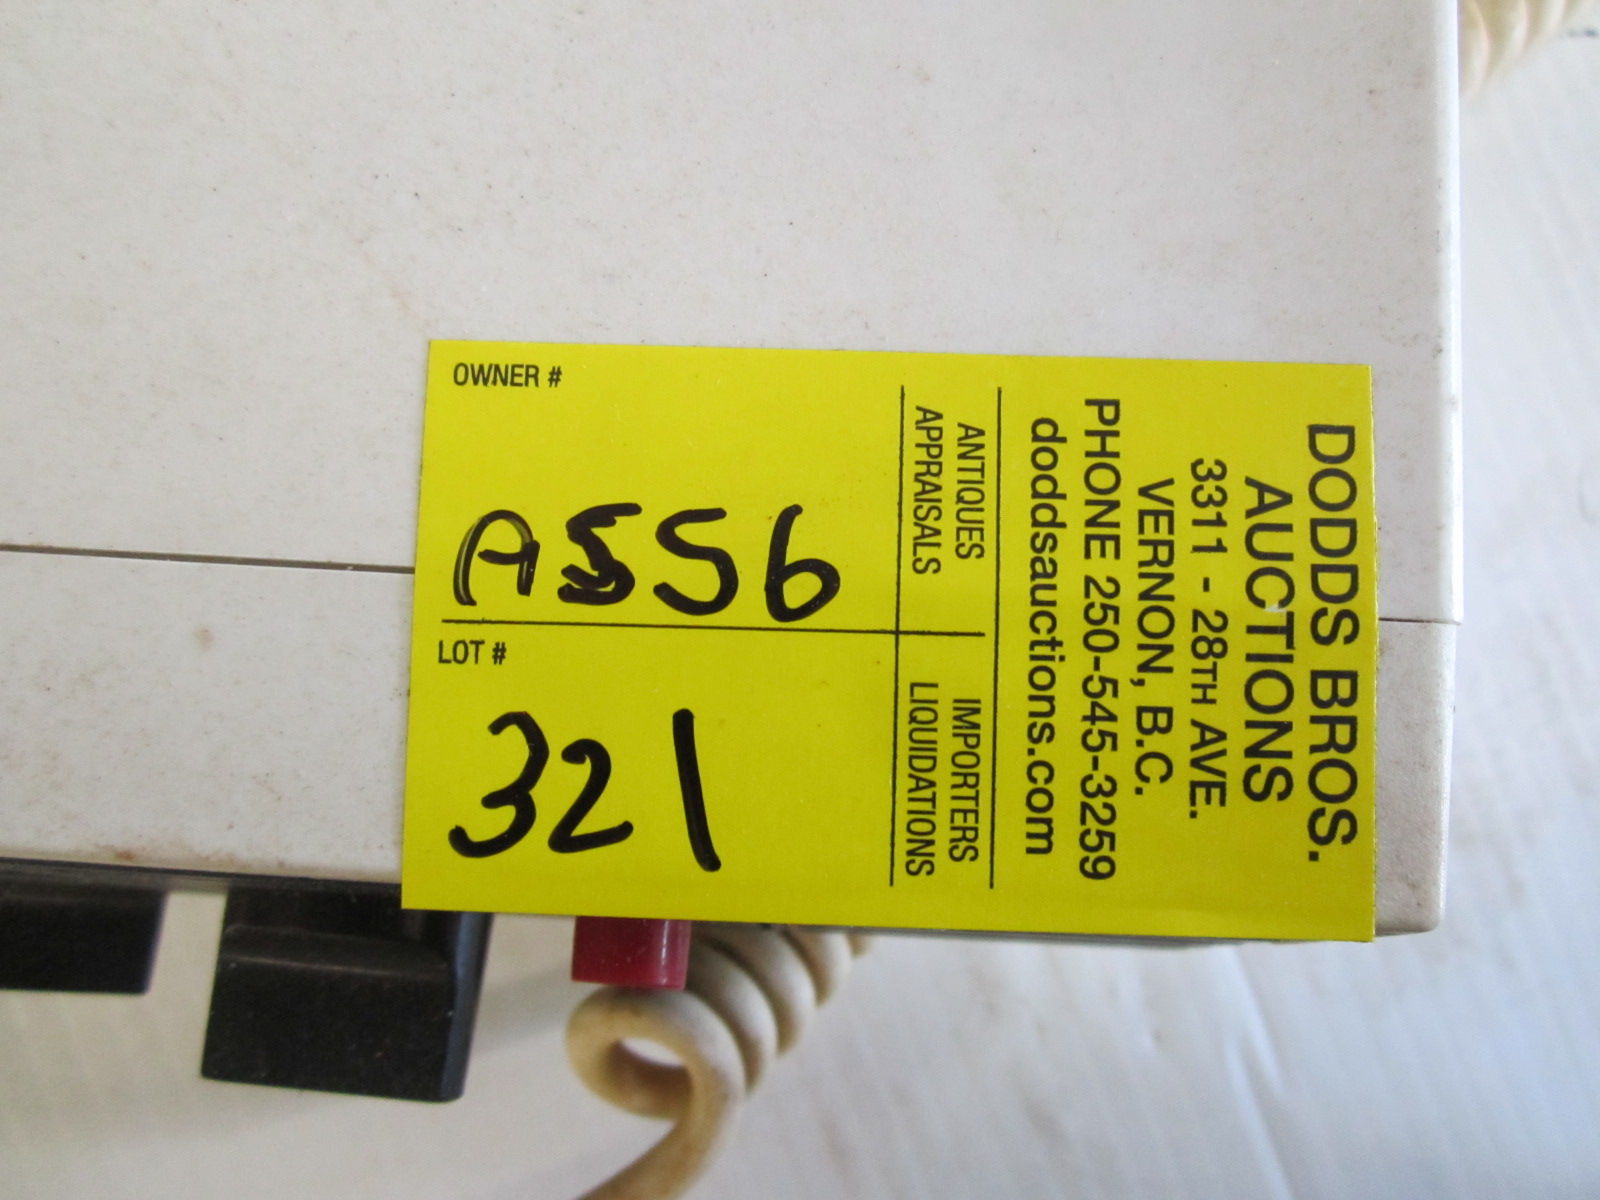 DODDS BROS.
AUCTIONS
3311 - 28TH AVE.
VERNON, B.C.
PHONE 250-545-3259
doddsauctions.com
ANTIQUES
APPRAISALS
IMPORTERS
LIQUIDATIONS
OWNER #
A556
LOT #
321